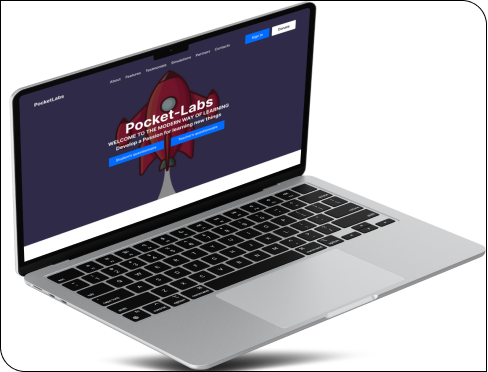 PocketLabs
About Features Testimonials Simulations Partners Contacts
Sign In
Donate
Pocket-Labs
WELCOME TO THE MODERN WAY OF LEARNING
Develop a Passion for learning new things
Student's questionnaire
Teacher's questionnaire